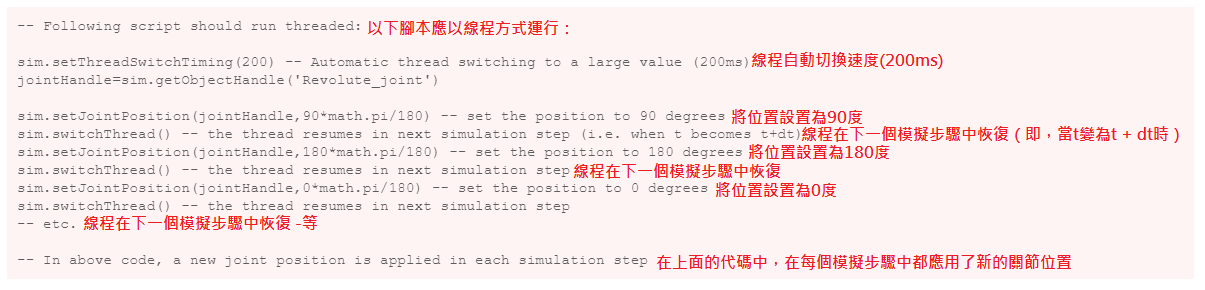 -- Following script should run threaded: 以下腳本應以線程方式運行：
sim.setThreadSwitchTiming(200) -- Automatic thread switching to a large value (200ms)線程自動切換速度(200ms)
jointHandle=sim.getObjectHandle('Revolute_joint')
sim.setJointPosition(jointHandle,90*math.pi/180) -- set the position to 90 degrees 將位置設置為90度
sim.switchThread() -- the thread resumes in next simulation step (i.e. when t becomes t+dt)線程在下一個模擬步驟中恢復（即，當t變為t + dt時）
sim.setJointPosition(jointHandle,180*math.pi/180) -- set the position to 180 degrees 將位置設置為180度
sim.switchThread() -- the thread resumes in next simulation step 線程在下一個模擬步驟中恢復
sim.setJointPosition(jointHandle,0*math.pi/180) -- set the position to 0 degrees 將位置設置為0度
sim.switchThread() -- the thread resumes in next simulation step
-- etc. 線程在下一個模擬步驟中恢復 -等
-- In above code, a new joint position is applied in each simulation step 在上面的代碼中，在每個模擬步驟中都應用了新的關節位置